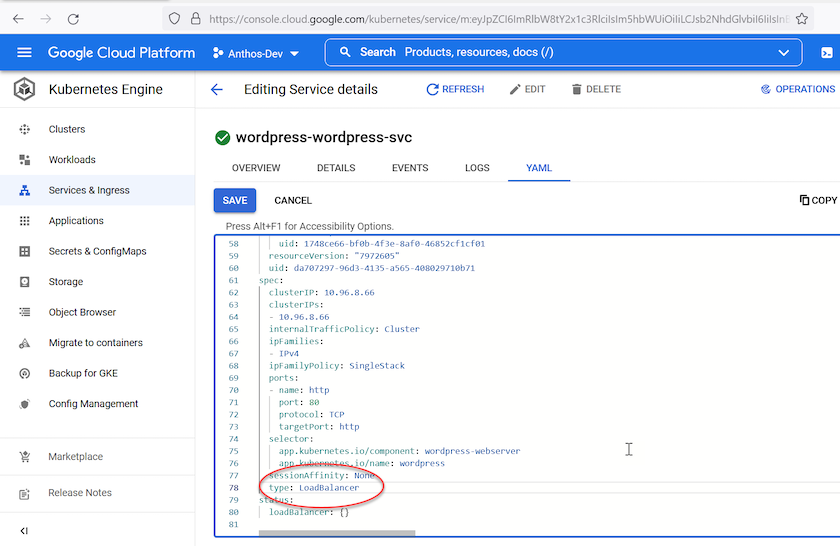 https://console.cloud.google.com/kubernetes/service/m:eyJpZCI6ImRlbW8tY2x1c3RlciIsIm5hbWUiOiIiLCJsb2NhdGlvbiI6IiIsIn
Google Cloud Platform Anthos-Dev Search Products, resources, docs (/)
Kubernetes Engine
Editing Service details REFRESH EDIT DELETE OPERATIONS
Clusters
Workloads
Services & Ingress
Applications
Secrets & ConfigMaps
Storage
Object Browser
Migrate to containers
Backup for GKE
Config Management
Marketplace
Release Notes
wordpress-wordpress-svc
OVERVIEW DETAILS EVENTS LOGS YAML
SAVE CANCEL COPY
Press Alt+F1 for Accessibility Options.
58 uid: 1748ce66-bf0b-4f3e-8af0-46852cf1cf01
59 resourceVersion: "7972605"
60 uid: da707297-96d3-4135-a565-408029710b71
61 spec:
62 clusterIP: 10.96.8.66
63 clusterIPs:
64 - 10.96.8.66
65 internalTrafficPolicy: Cluster
66 ipFamilies:
67 - IPv4
68 ipFamilyPolicy: SingleStack
69 ports:
70 - name: http
71 port: 80
72 protocol: TCP
73 targetPort: http
74 selector:
75 app.kubernetes.io/component: wordpress-webserver
76 app.kubernetes.io/name: wordpress
77 sessionAffinity: None
78 type: LoadBalancer
79 status:
80 loadBalancer: {}
81